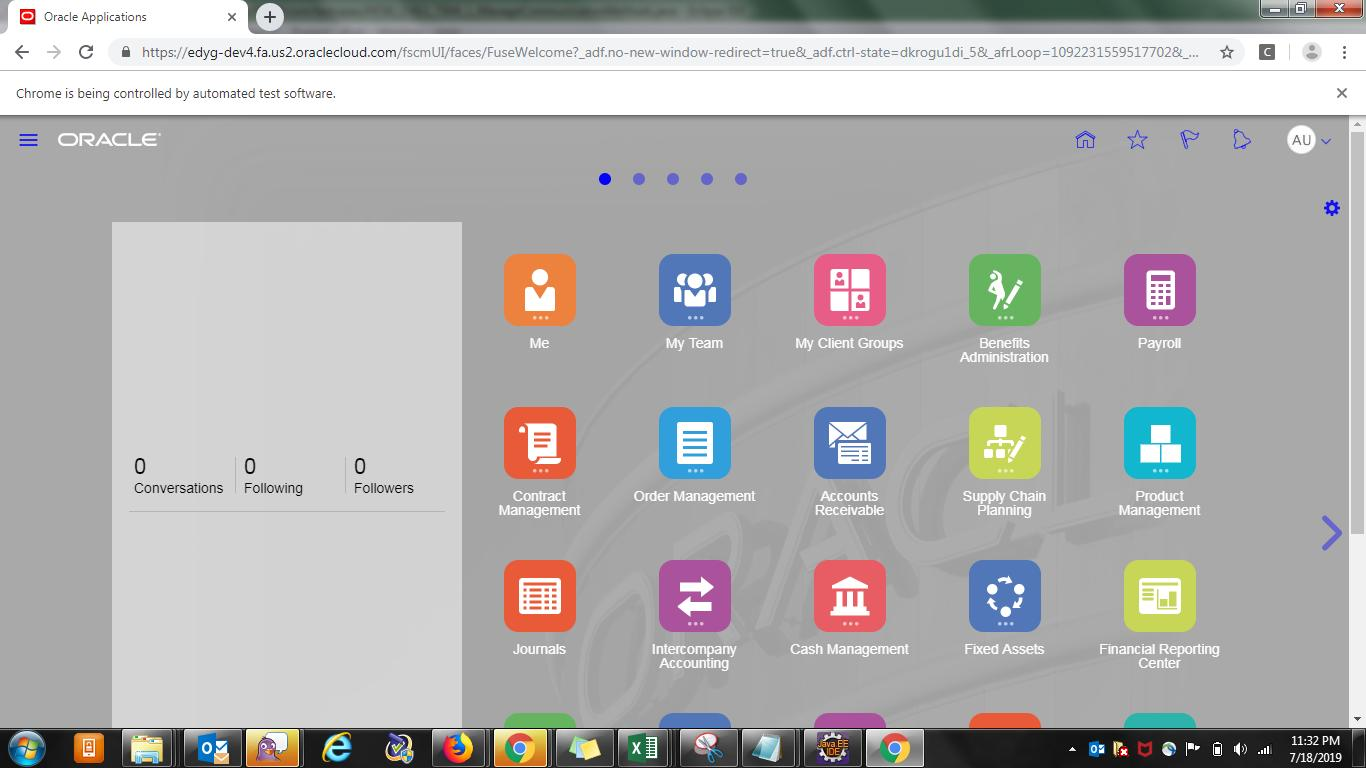 Oracle Applications
https://edyg-dev4.fa.us2.oraclecloud.com/fscmUI/faces/FuseWelcome?_adf.no-new-window-redirect=true&_adf.ctrl-state=dkrogu1di_5&_afrLoop=1092231559517702&_...
C
Chrome is being controlled by automated test software.
ORACLE
AU
0 0 0
Conversations Following Followers
Me
My Team
My Client Groups
Benefits
Administration
Payroll
Contract
Management
Order Management
Accounts
Receivable
Supply Chain
Planning
Product
Management
Journals
Intercompany
Accounting
Cash Management
Fixed Assets
Financial Reporting
Center
Java EE
IDE
11:32 PM
7/18/2019